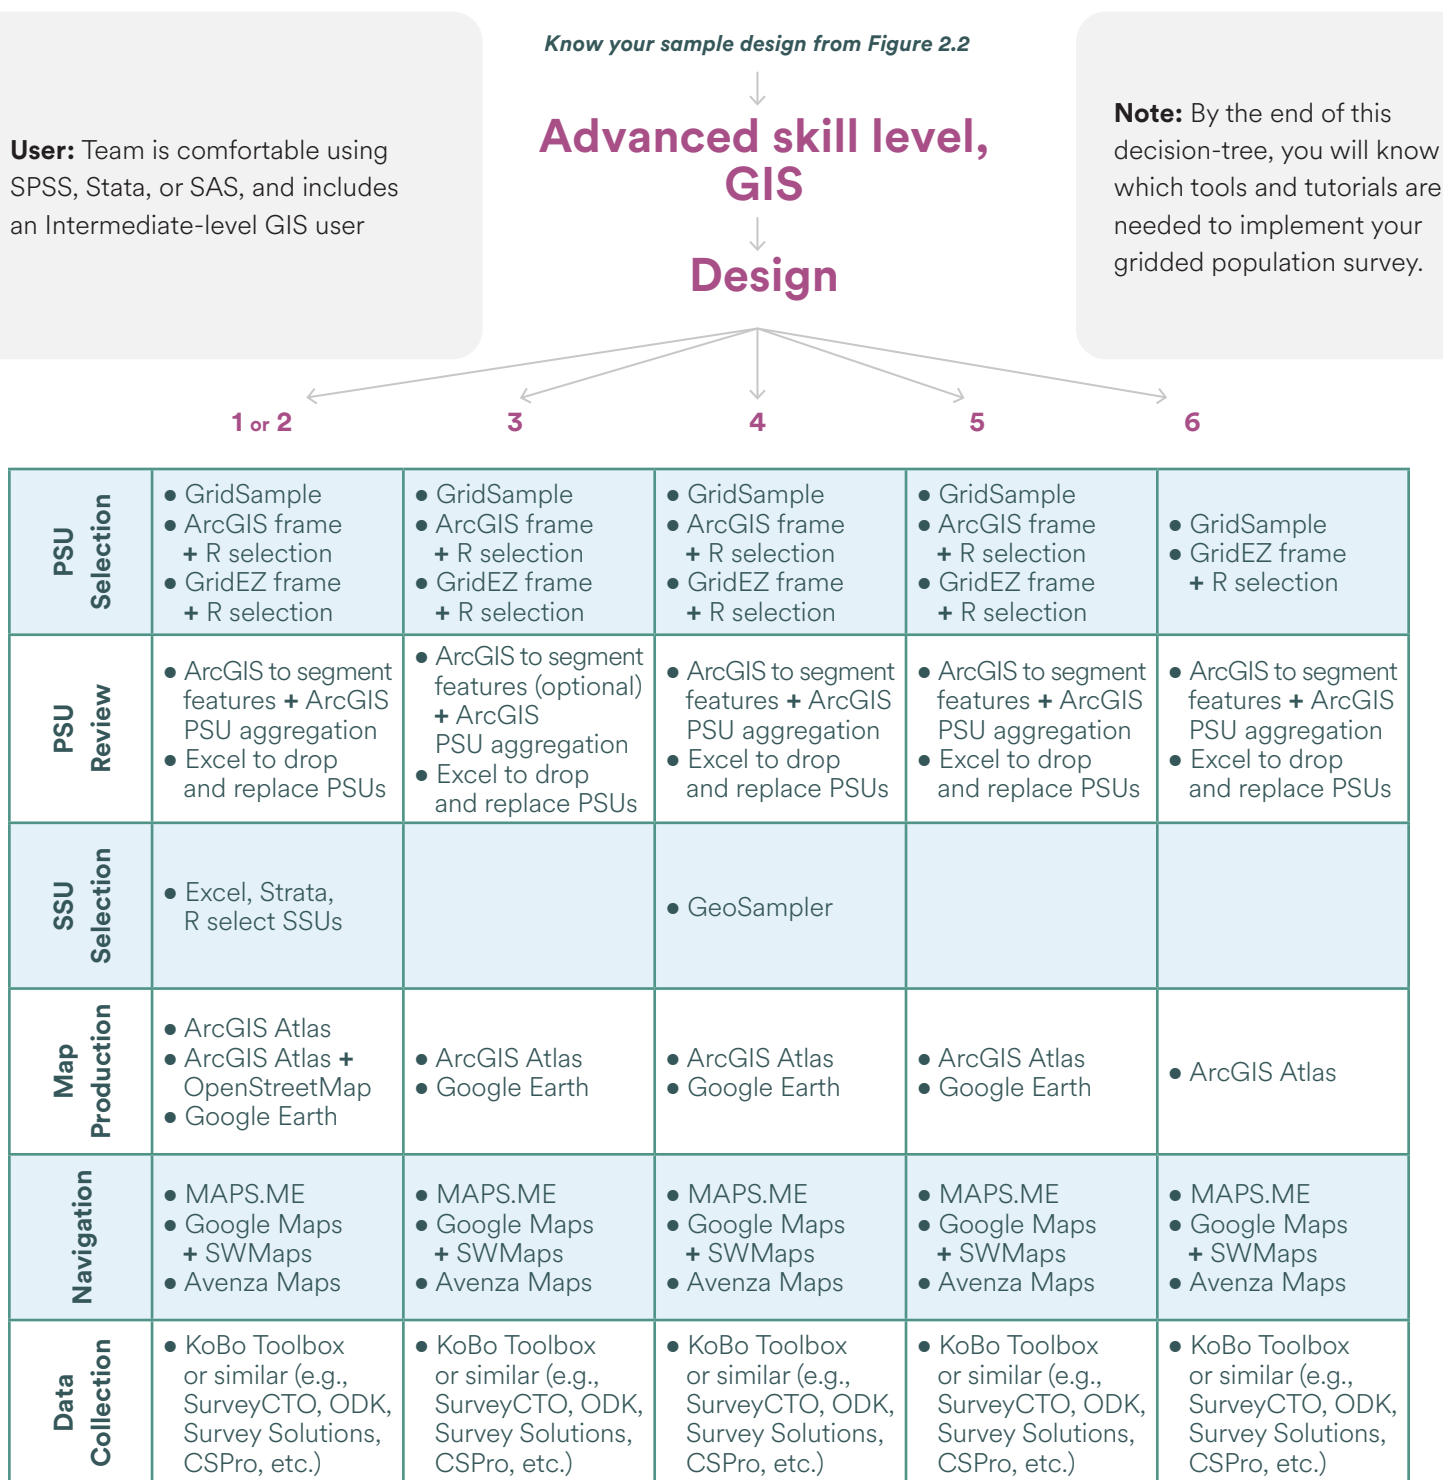 Know your sample design from Figure 2.2
User: Team is comfortable using
SPSS, Stata, or SAS, and includes
an Intermediate-level GIS user
Advanced skill level,
GIS
Design
Note: By the end of this
decision-tree, you will know
which tools and tutorials are
needed to implement your
gridded population survey.
1 or 2
3
4
5
6
PSU
Selection
● GridSample
● ArcGIS frame
+ R selection
● GridEZ frame
+ R selection
● GridSample
● ArcGIS frame
+ R selection
● GridEZ frame
+ R selection
● GridSample
● ArcGIS frame
+ R selection
● GridEZ frame
+ R selection
● GridSample
● ArcGIS frame
+ R selection
● GridEZ frame
+ R selection
● GridSample
● GridEZ frame
+ R selection
PSU
Review
● ArcGIS to segment
features + ArcGIS
PSU aggregation
● Excel to drop
and replace PSUs
● ArcGIS to segment
features (optional)
+ ArcGIS
PSU aggregation
● Excel to drop
and replace PSUs
● ArcGIS to segment
features + ArcGIS
PSU aggregation
● Excel to drop
and replace PSUs
● ArcGIS to segment
features + ArcGIS
PSU aggregation
● Excel to drop
and replace PSUs
● ArcGIS to segment
features + ArcGIS
PSU aggregation
● Excel to drop
and replace PSUs
SSU
Selection
● Excel, Strata,
R select SSUs
● GeoSampler
Map
Production
● ArcGIS Atlas
● ArcGIS Atlas +
OpenStreetMap
● Google Earth
● ArcGIS Atlas
● Google Earth
● ArcGIS Atlas
● Google Earth
● ArcGIS Atlas
● Google Earth
● ArcGIS Atlas
Navigation
● MAPS.ME
● Google Maps
+ SWMaps
● Avenza Maps
● MAPS.ME
● Google Maps
+ SWMaps
● Avenza Maps
● MAPS.ME
● Google Maps
+ SWMaps
● Avenza Maps
● MAPS.ME
● Google Maps
+ SWMaps
● Avenza Maps
● MAPS.ME
● Google Maps
+ SWMaps
● Avenza Maps
Data
Collection
● KoBo Toolbox
or similar (e.g.,
SurveyCTO, ODK,
Survey Solutions,
CSPro, etc.)
● KoBo Toolbox
or similar (e.g.,
SurveyCTO, ODK,
Survey Solutions,
CSPro, etc.)
● KoBo Toolbox
or similar (e.g.,
SurveyCTO, ODK,
Survey Solutions,
CSPro, etc.)
● KoBo Toolbox
or similar (e.g.,
SurveyCTO, ODK,
Survey Solutions,
CSPro, etc.)
● KoBo Toolbox
or similar (e.g.,
SurveyCTO, ODK,
Survey Solutions,
CSPro, etc.)